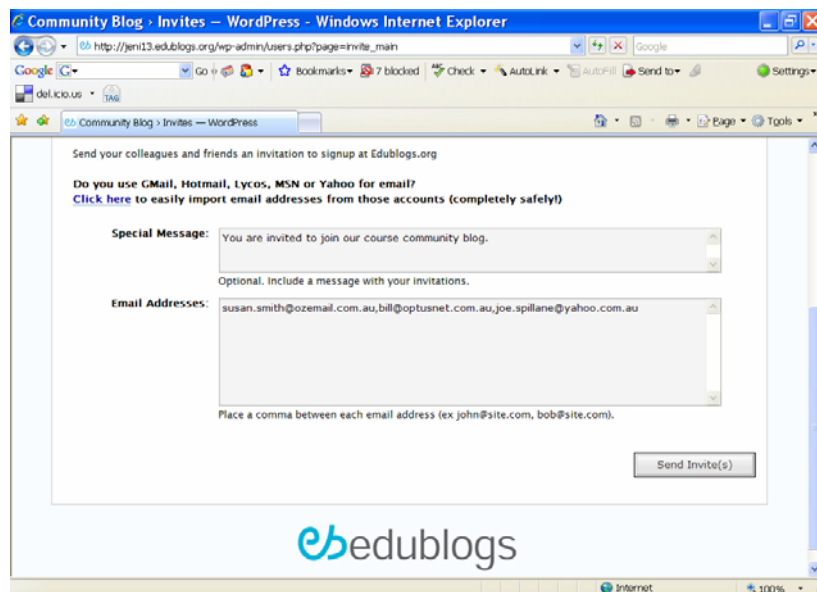 Community Blog › Invites — WordPress - Windows Internet Explorer
http://jeni13.edublogs.org/wp-admin/users.php?page=invite_main
Google
Google G Go Bookmarks 7 blocked Check AutoLink AutoFill Send to Settings
del.icio.us TAG
Community Blog › Invites — WordPress Page Tools
Send your colleagues and friends an invitation to signup at Edublogs.org
Do you use GMail, Hotmail, Lycos, MSN or Yahoo for email?
Click here to easily import email addresses from those accounts (completely safely!)
Special Message: You are invited to join our course community blog.
Optional. Include a message with your invitations.
Email Addresses: susan.smith@ozemail.com.au,bill@optusnet.com.au,joe.spillane@yahoo.com.au
Place a comma between each email address (ex john@site.com, bob@site.com).
Send Invite(s)
edublogs
Internet 100%